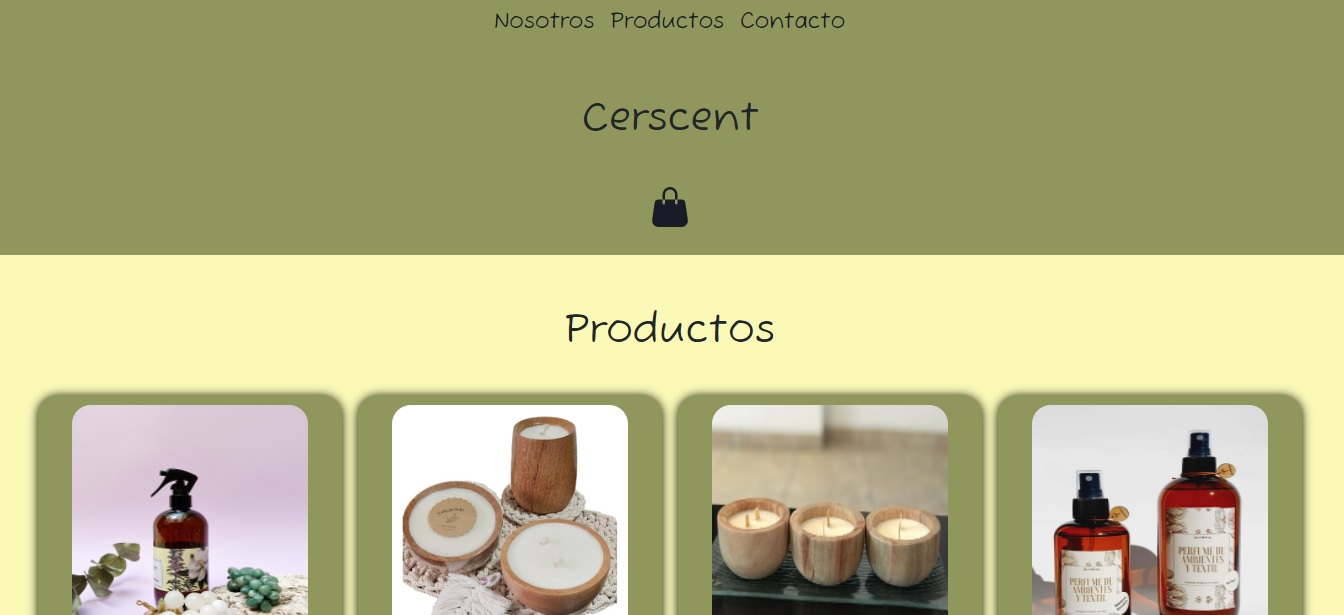 Nosotros Productos Contacto
Cerscent
Productos
PERFUME DE
AMBIENTES
Y TEXTIL
PERFUME DE
AMBIENTES
Y TEXTIL